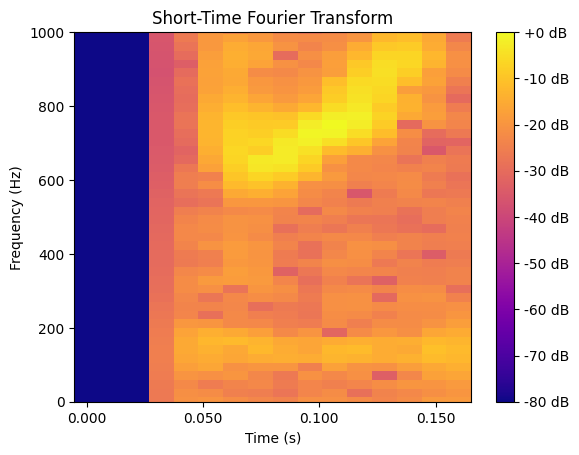 Short-Time Fourier Transform
1000
800
600
400
200
0
Frequency (Hz)
0.000
0.050
0.100
0.150
Time (s)
+0 dB
-10 dB
-20 dB
-30 dB
-40 dB
-50 dB
-60 dB
-70 dB
-80 dB